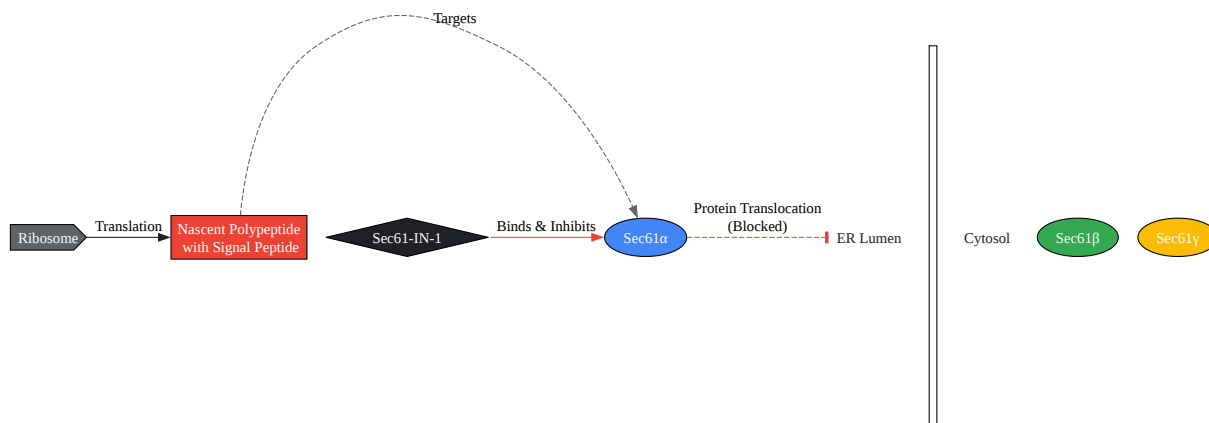 Targets
Ribosome
Translation
Nascent Polypeptide
with Signal Peptide
Sec61-IN-1
Binds & Inhibits
Sec61α
Protein Translocation
(Blocked)
ER Lumen
Cytosol
Sec61β
Sec61γ